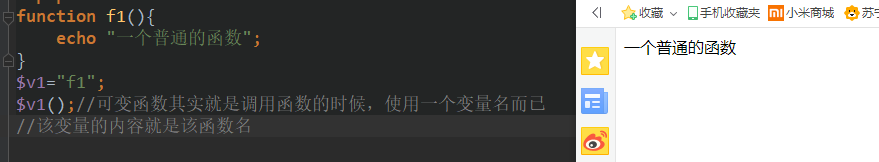 function f1(){
echo "一个普通的函数";
}
$v1="f1";
$v1();//可变函数其实就是调用函数的时候，使用一个变量名而已
//该变量的内容就是该函数名
收藏 手机收藏夹 小米商城 苏宁
一个普通的函数